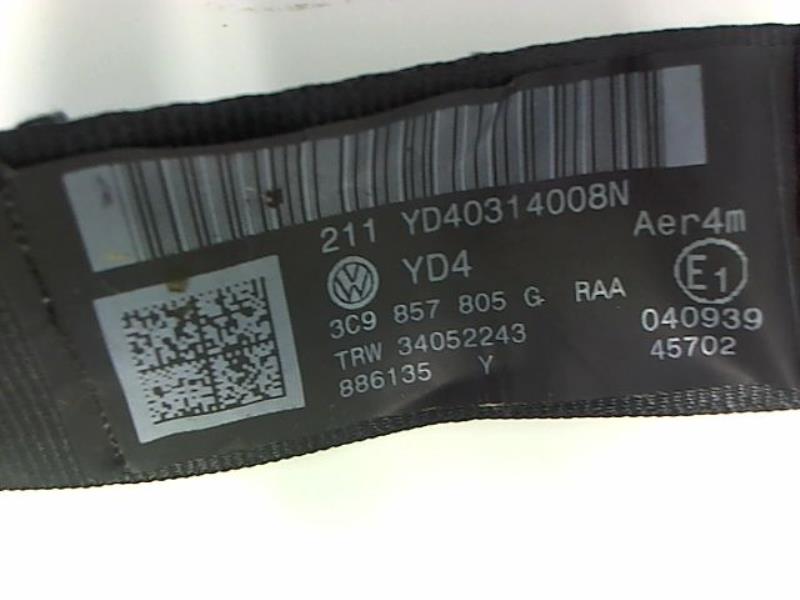 211 YD40314008N
Aer4m
YD4
E1
3C9 857 805 G RAA
040939
TRW 34052243
45702
886135 Y